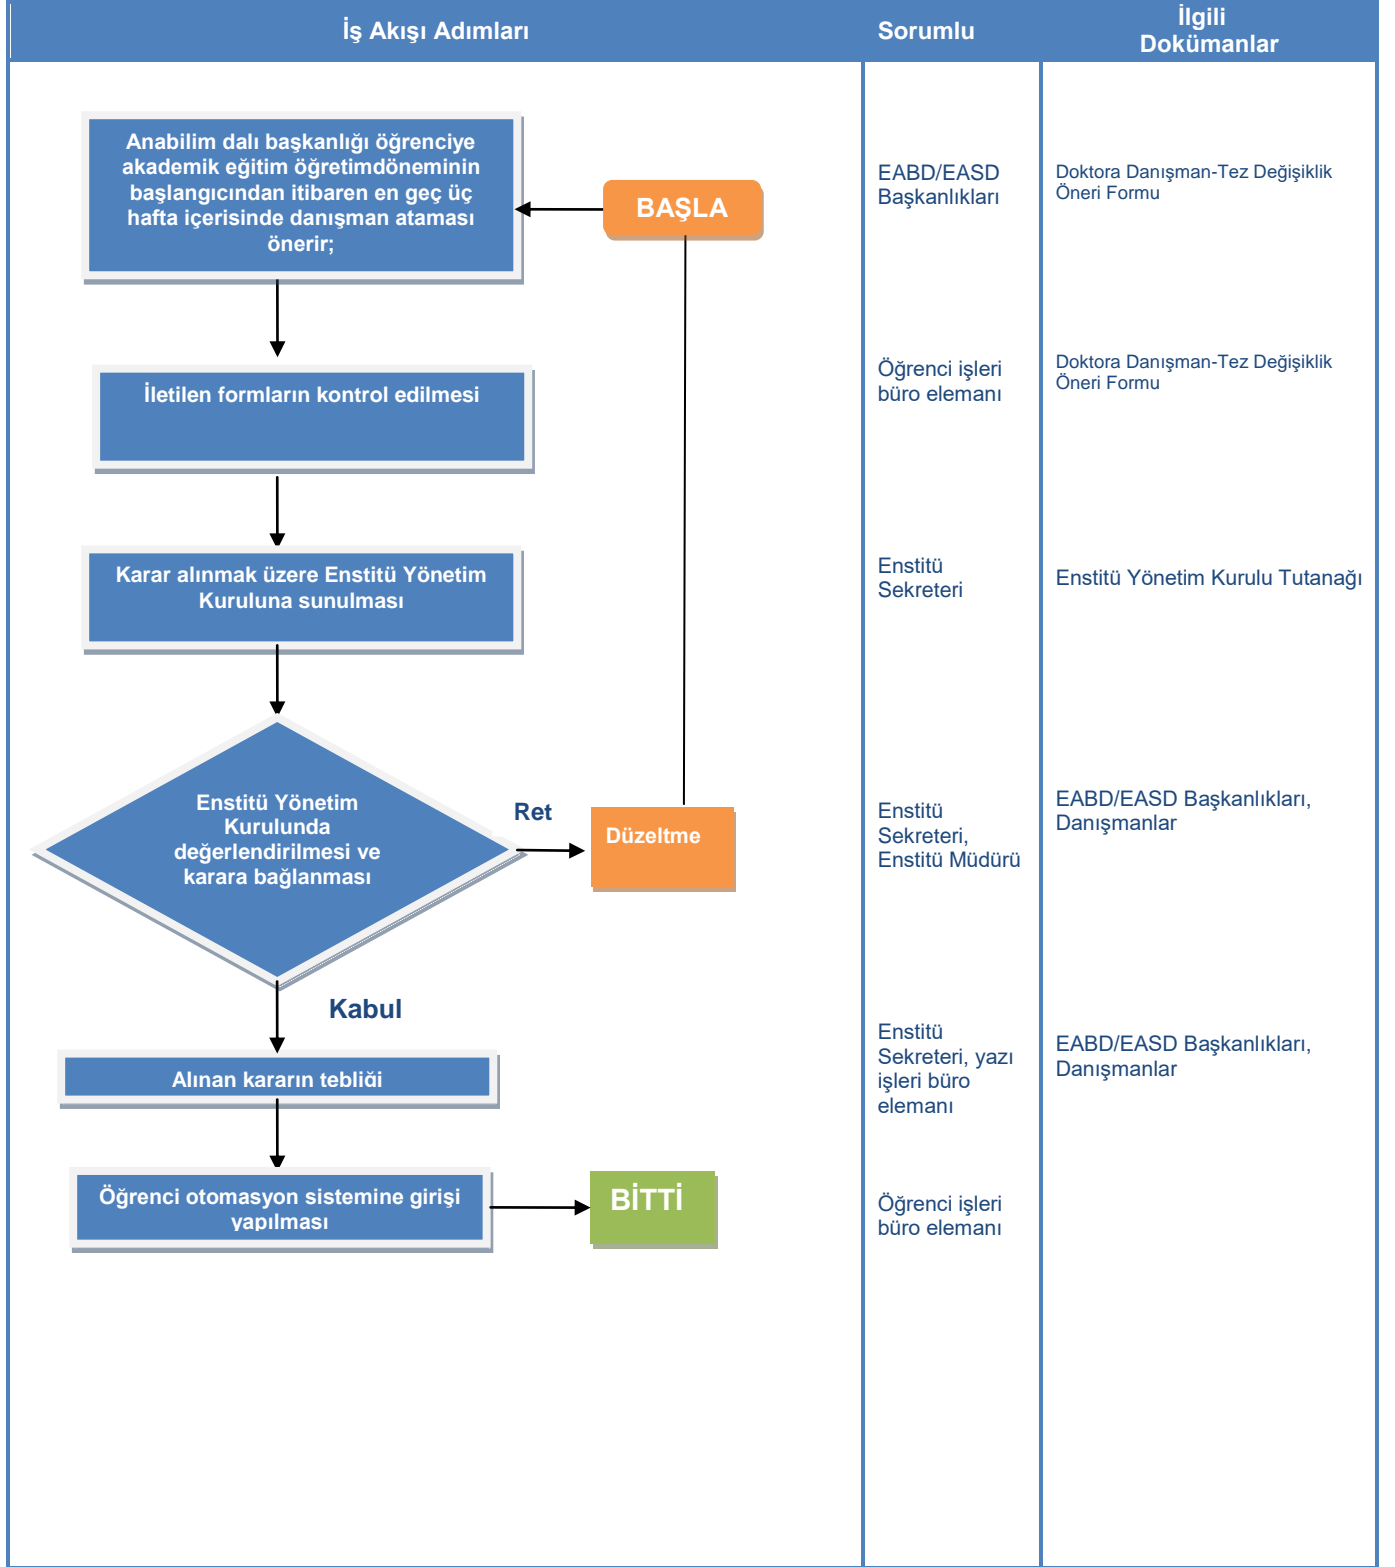 İş Akışı Adımları
Sorumlu
İlgili
Dokümanlar
Anabilim dalı başkanlığı öğrenciye
akademik eğitim öğretimdöneminin
başlangıcından itibaren en geç üç
hafta içerisinde danışman ataması
önerir;
BAŞLA
EABD/EASD
Başkanlıkları
Doktora Danışman-Tez Değişiklik
Öneri Formu
İletilen formların kontrol edilmesi
Öğrenci işleri
büro elemanı
Doktora Danışman-Tez Değişiklik
Öneri Formu
Karar alınmak üzere Enstitü Yönetim
Kuruluna sunulması
Enstitü
Sekreteri
Enstitü Yönetim Kurulu Tutanağı
Enstitü Yönetim
Kurulunda
değerlendirilmesi ve
karara bağlanması
Ret
Düzeltme
Enstitü
Sekreteri,
Enstitü Müdürü
EABD/EASD Başkanlıkları,
Danışmanlar
Kabul
Alınan kararın tebliği
Enstitü
Sekreteri, yazı
işleri büro
elemanı
EABD/EASD Başkanlıkları,
Danışmanlar
Öğrenci otomasyon sistemine girişi
yapılması
BİTTİ
Öğrenci işleri
büro elemanı